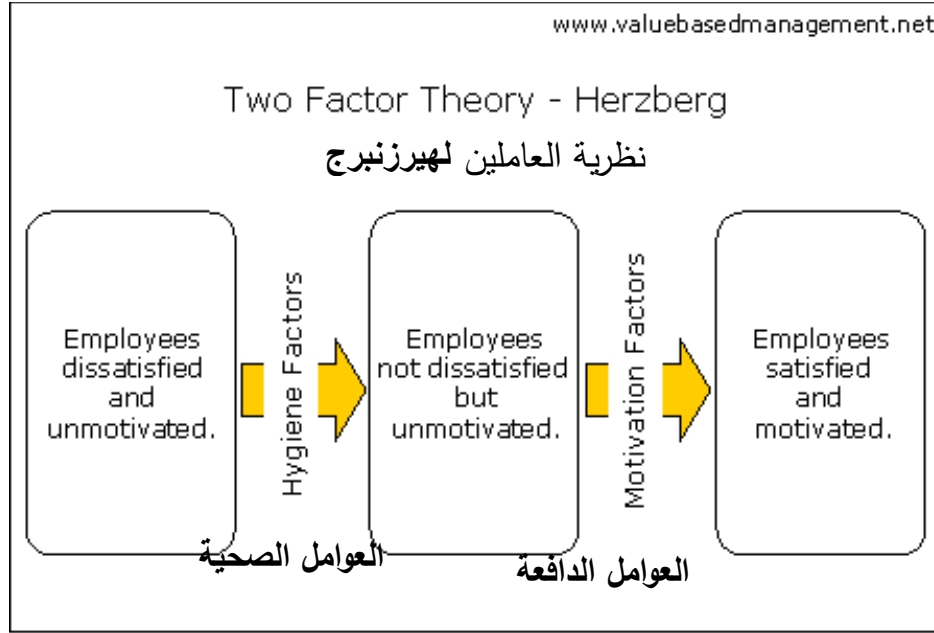 www.valuebasedmanagement.net
Two Factor Theory - Herzberg
نظرية العاملين لهيرزنبرج
Employees
dissatisfied
and
unmotivated.
Hygiene Factors
Employees
not dissatisfied
but
unmotivated.
Motivation Factors
Employees
satisfied
and
motivated.
العوامل الصحية
العوامل الدافعة